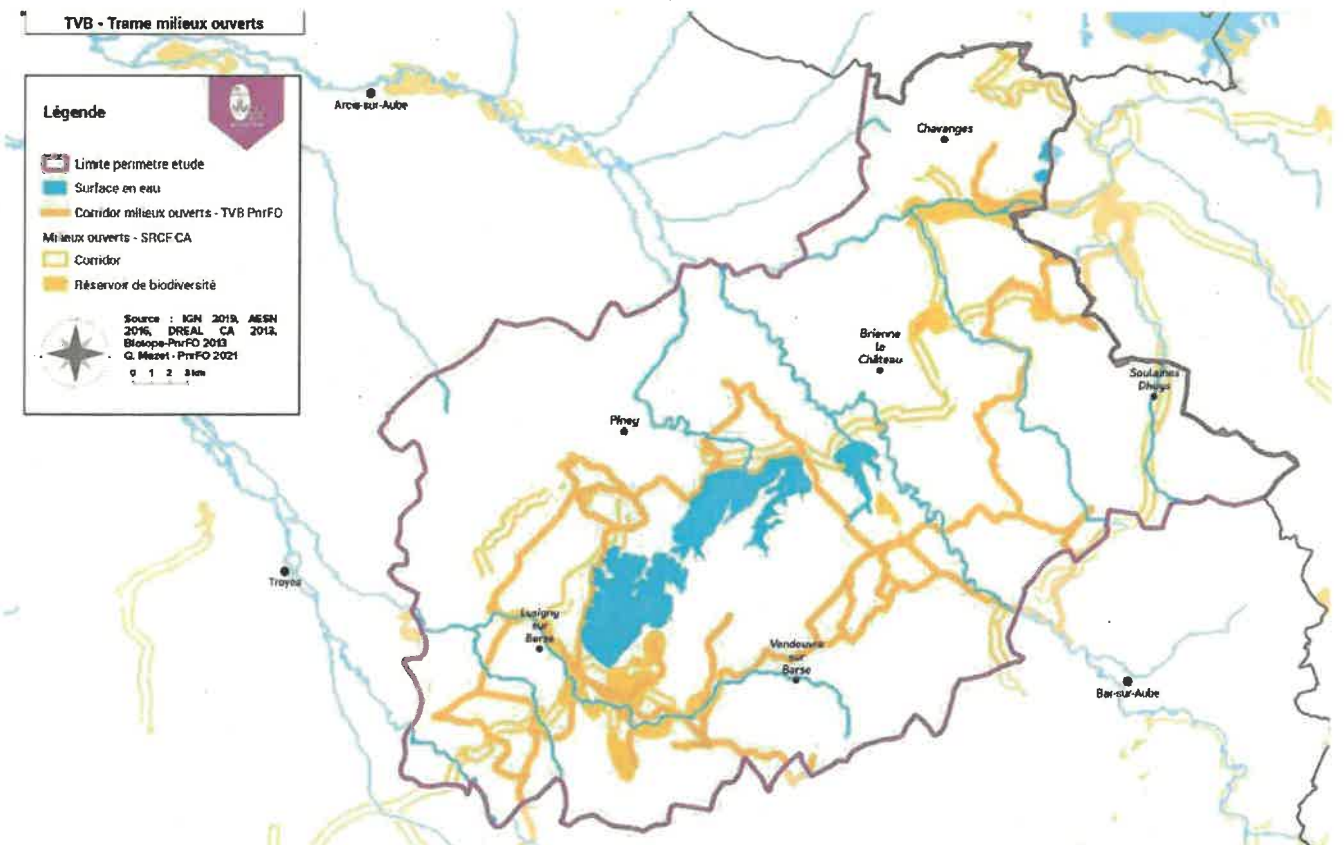 TVB - Trame milieux ouverts
Légende
Limite perimetre etude
Surface en eau
Corridor milieux ouverts - TVB PnrFO
Milieux ouverts - SRCE CA
Corridor
Réservoir de biodiversité
Source : IGN 2019, AESN
2016, DREAL CA 2013,
Biotope-PnrFO 2013
Q. Mazet - PnrFO 2021
0 1 2 3 km
Arcis-sur-Aube
Chavanges
Brienne
le
Château
Soulaines
Dhuys
Piney
Troyes
Lusigny
sur
Barse
Vendeuvre
sur
Barse
Bar-sur-Aube